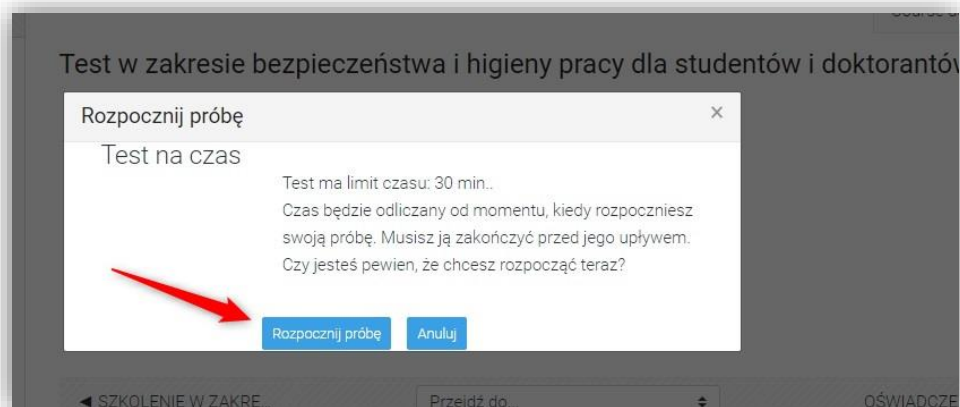 Test w zakresie bezpieczeństwa i higieny pracy dla studentów i doktorantów
Rozpocznij próbę ×
Test na czas
Test ma limit czasu: 30 min..
Czas będzie odliczany od momentu, kiedy rozpoczniesz
swoją próbę. Musisz ją zakończyć przed jego upływem.
Czy jesteś pewien, że chcesz rozpocząć teraz?
Rozpocznij próbę Anuluj
◄ SZKOLENIE W ZAKRE... Przejdź do...